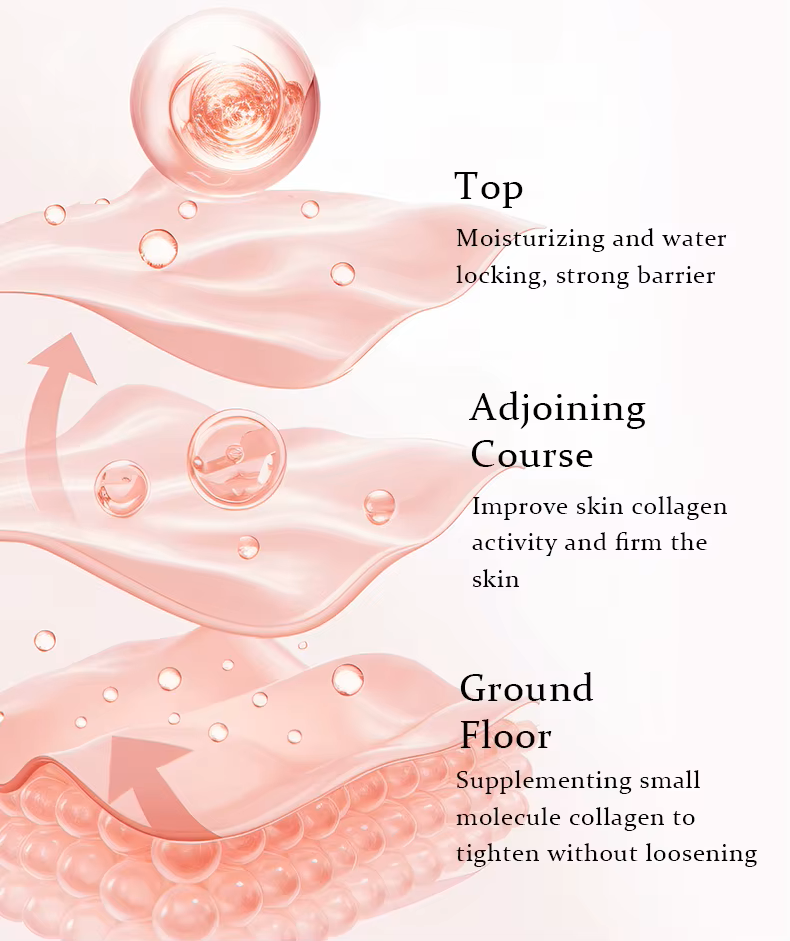 Top
Moisturizing and water
locking, strong barrier
Adjoining
Course
Improve skin collagen
activity and firm the
skin
Ground
Floor
Supplementing small
molecule collagen to
tighten without loosening